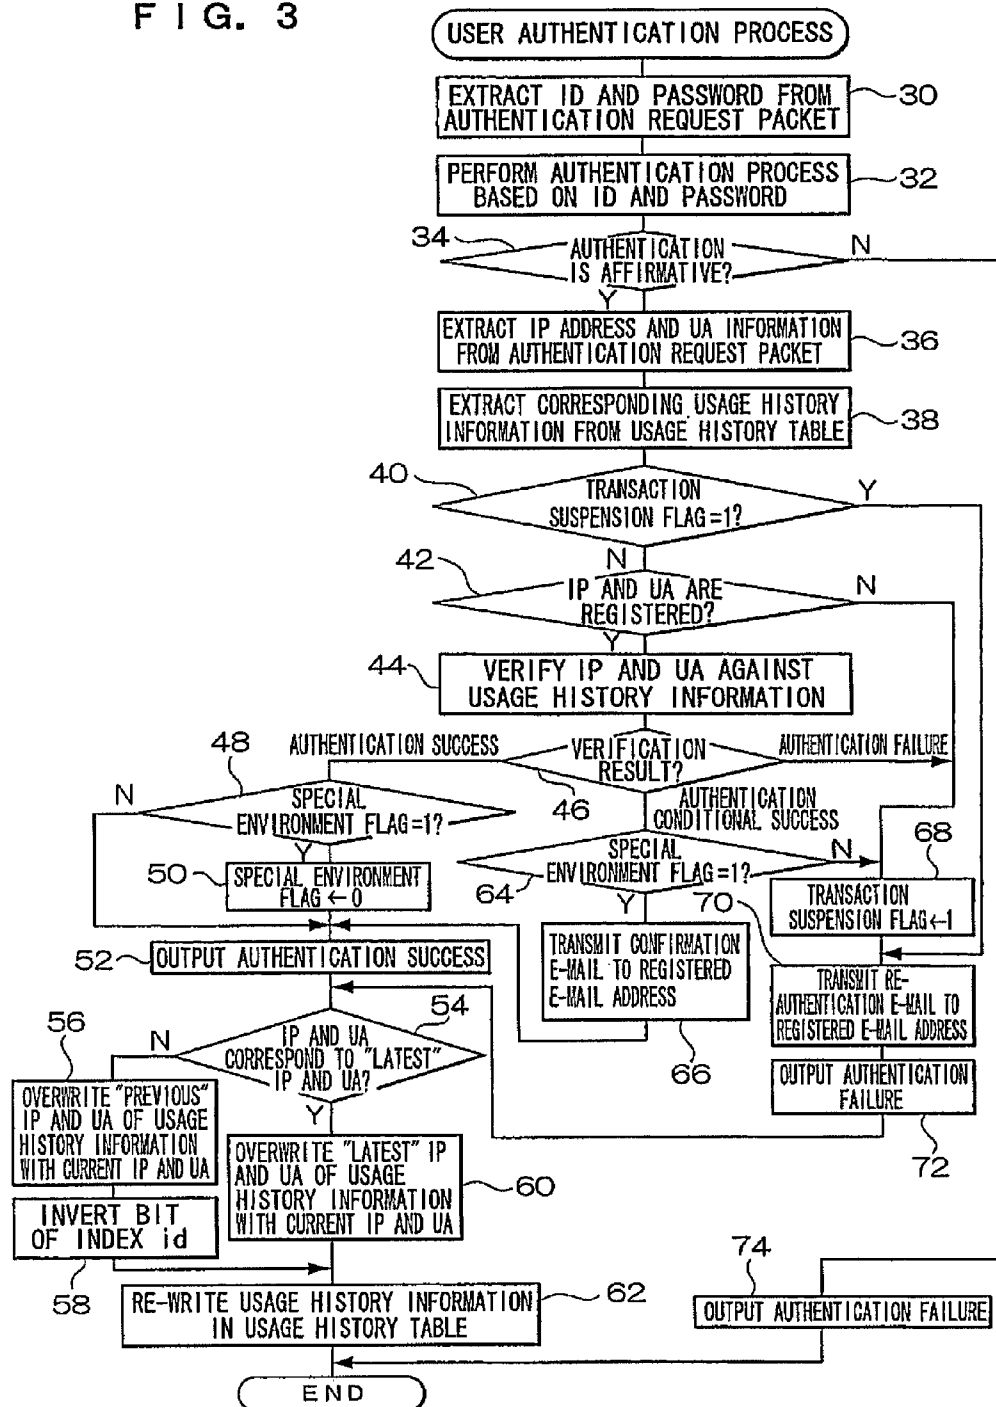 FIG. 3
USER AUTHENTICATION PROCESS
EXTRACT ID AND PASSWORD FROM
AUTHENTICATION REQUEST PACKET
30
PERFORM AUTHENTICATION PROCESS
BASED ON ID AND PASSWORD
32
34
AUTHENTICATION
IS AFFIRMATIVE?
N
Y
EXTRACT IP ADDRESS AND UA INFORMATION
FROM AUTHENTICATION REQUEST PACKET
36
EXTRACT CORRESPONDING USAGE HISTORY
INFORMATION FROM USAGE HISTORY TABLE
38
40
TRANSACTION
SUSPENSION FLAG=1?
Y
N
42
IP AND UA ARE
REGISTERED?
N
Y
44
VERIFY IP AND UA AGAINST
USAGE HISTORY INFORMATION
AUTHENTICATION SUCCESS
VERIFICATION
RESULT?
AUTHENTICATION FAILURE
46
AUTHENTICATION
CONDITIONAL SUCCESS
48
N
SPECIAL
ENVIRONMENT FLAG=1?
Y
50
SPECIAL ENVIRONMENT
FLAG←0
SPECIAL
ENVIRONMENT FLAG=1?
64
N
Y
68
TRANSACTION
SUSPENSION FLAG←1
70
52
OUTPUT AUTHENTICATION SUCCESS
TRANSMIT CONFIRMATION
E-MAIL TO REGISTERED
E-MAIL ADDRESS
66
TRANSMIT RE-
AUTHENTICATION E-MAIL TO
REGISTERED E-MAIL ADDRESS
OUTPUT AUTHENTICATION
FAILURE
72
54
IP AND UA
CORRESPOND TO "LATEST"
IP AND UA?
N
Y
56
OVERWRITE "PREVIOUS"
IP AND UA OF USAGE
HISTORY INFORMATION
WITH CURRENT IP AND UA
INVERT BIT
OF INDEX id
58
OVERWRITE "LATEST" IP
AND UA OF USAGE
HISTORY INFORMATION
WITH CURRENT IP AND UA
60
RE-WRITE USAGE HISTORY INFORMATION
IN USAGE HISTORY TABLE
62
74
OUTPUT AUTHENTICATION FAILURE
END